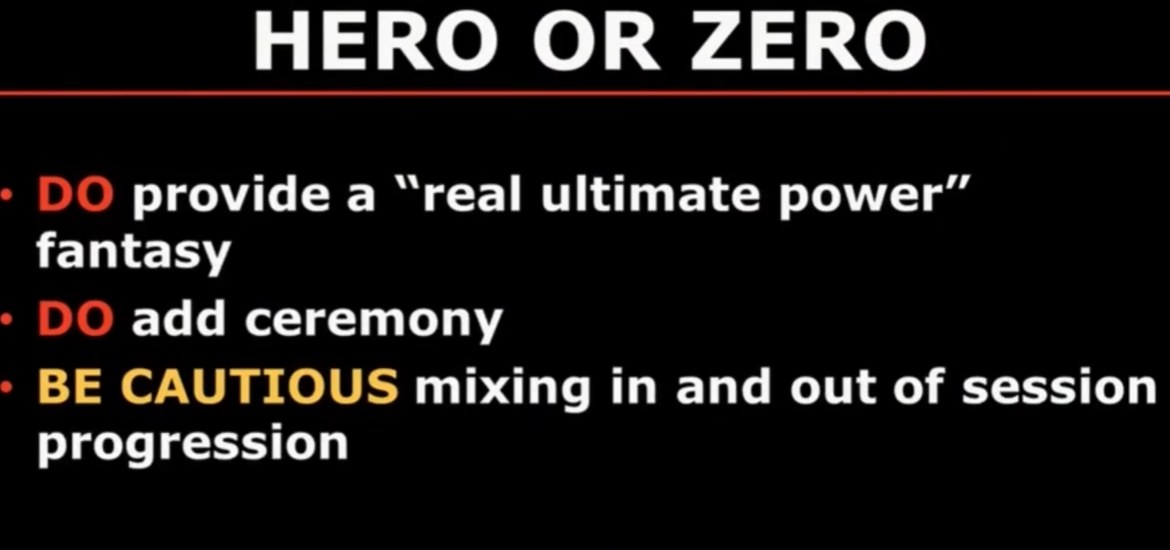 HERO OR ZERO
• DO provide a “real ultimate power”
fantasy
• DO add ceremony
• BE CAUTIOUS mixing in and out of session
progression